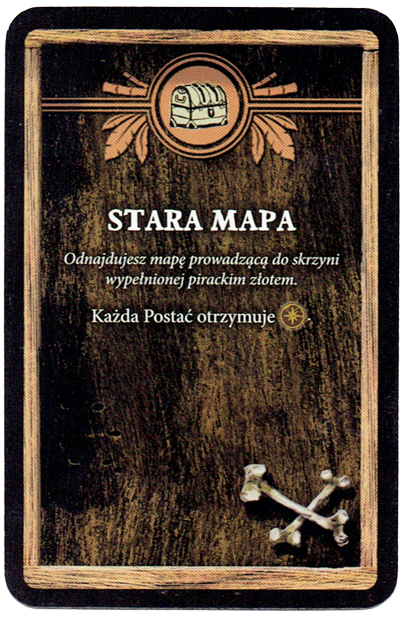 STARA MAPA
Odnajdujesz mapę prowadzącą do skrzyni
wypełnionej pirackim złotem.
Każda Postać otrzymuje .